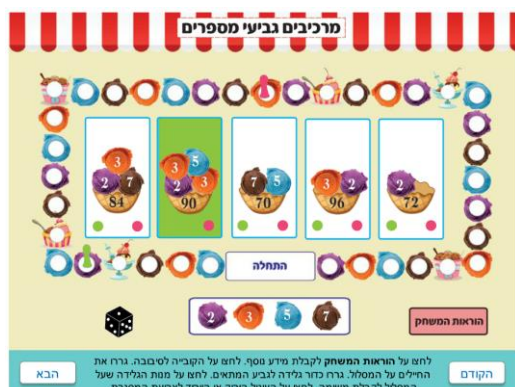 מרכיבים גביעי מספרים
3
2 7
84
5
3
2 3
90
7 5
70
3 2
96
2
72
התחלה
2 3 5 7
הוראות המשחק
לחצו על הוראות המשחק לקבלת מידע נוסף. לחצו על הקובייה לסיבובה. גררו את
החיילים על המסלול. גררו כדור גלידה לגביע המתאים. לחצו על מנות הגלידה שעל
הקודם
הבא